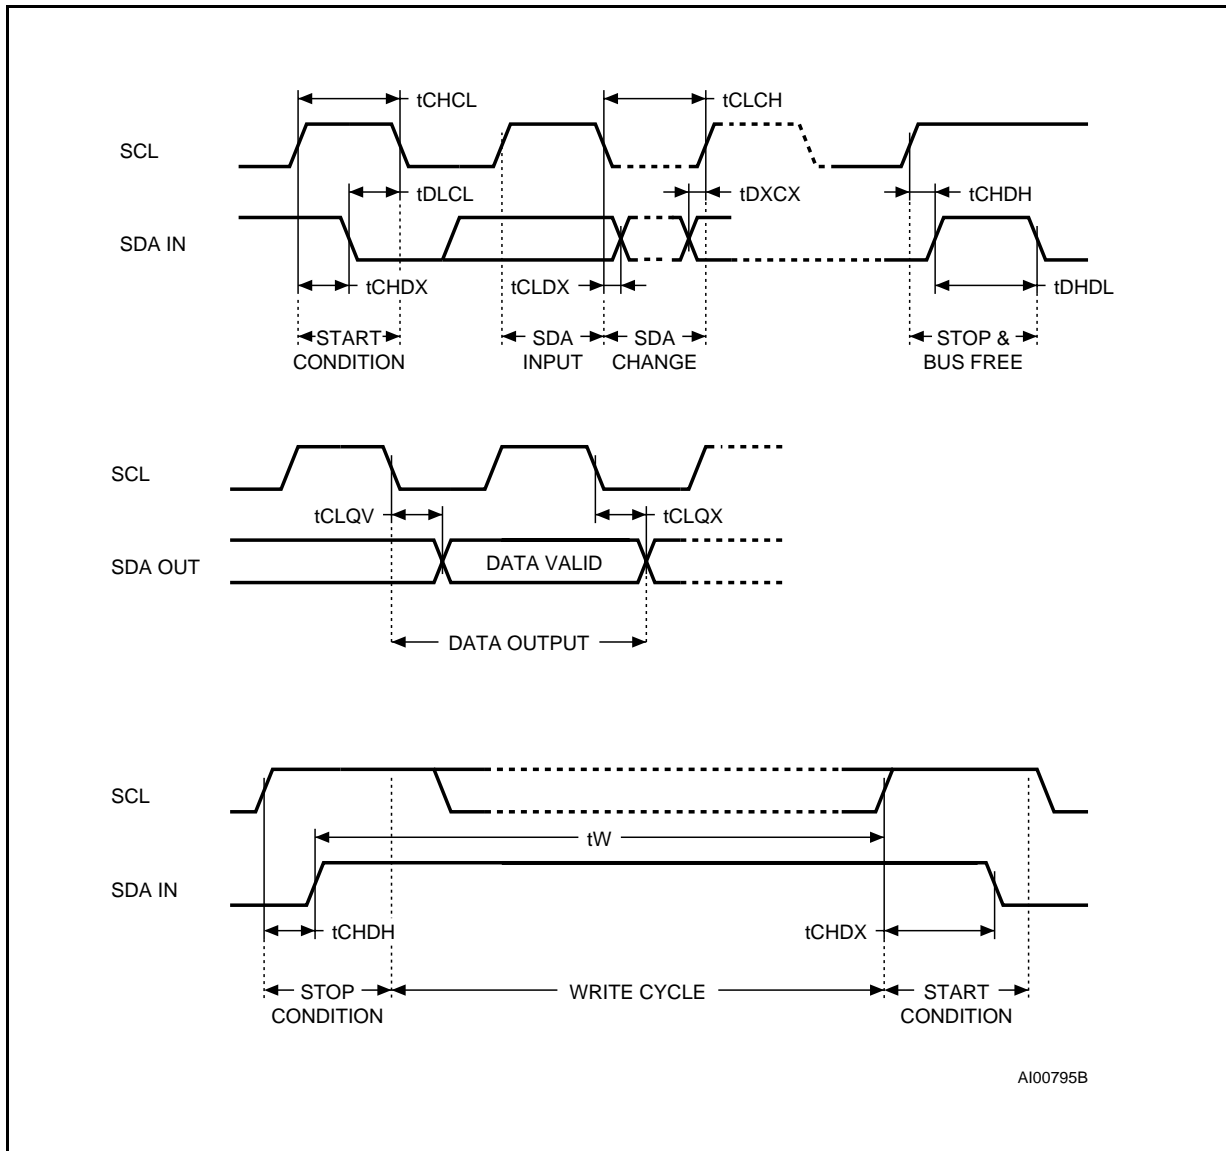 tCHCL
tCLCH
SCL
tDLCL
tDXCX
tCHDH
SDA IN
tCHDX
tCLDX
tDHDL
START
CONDITION
SDA
INPUT
SDA
CHANGE
STOP &
BUS FREE
SCL
tCLQV
tCLQX
SDA OUT
DATA VALID
DATA OUTPUT
SCL
tW
SDA IN
tCHDH
tCHDX
STOP
CONDITION
WRITE CYCLE
START
CONDITION
AI00795B